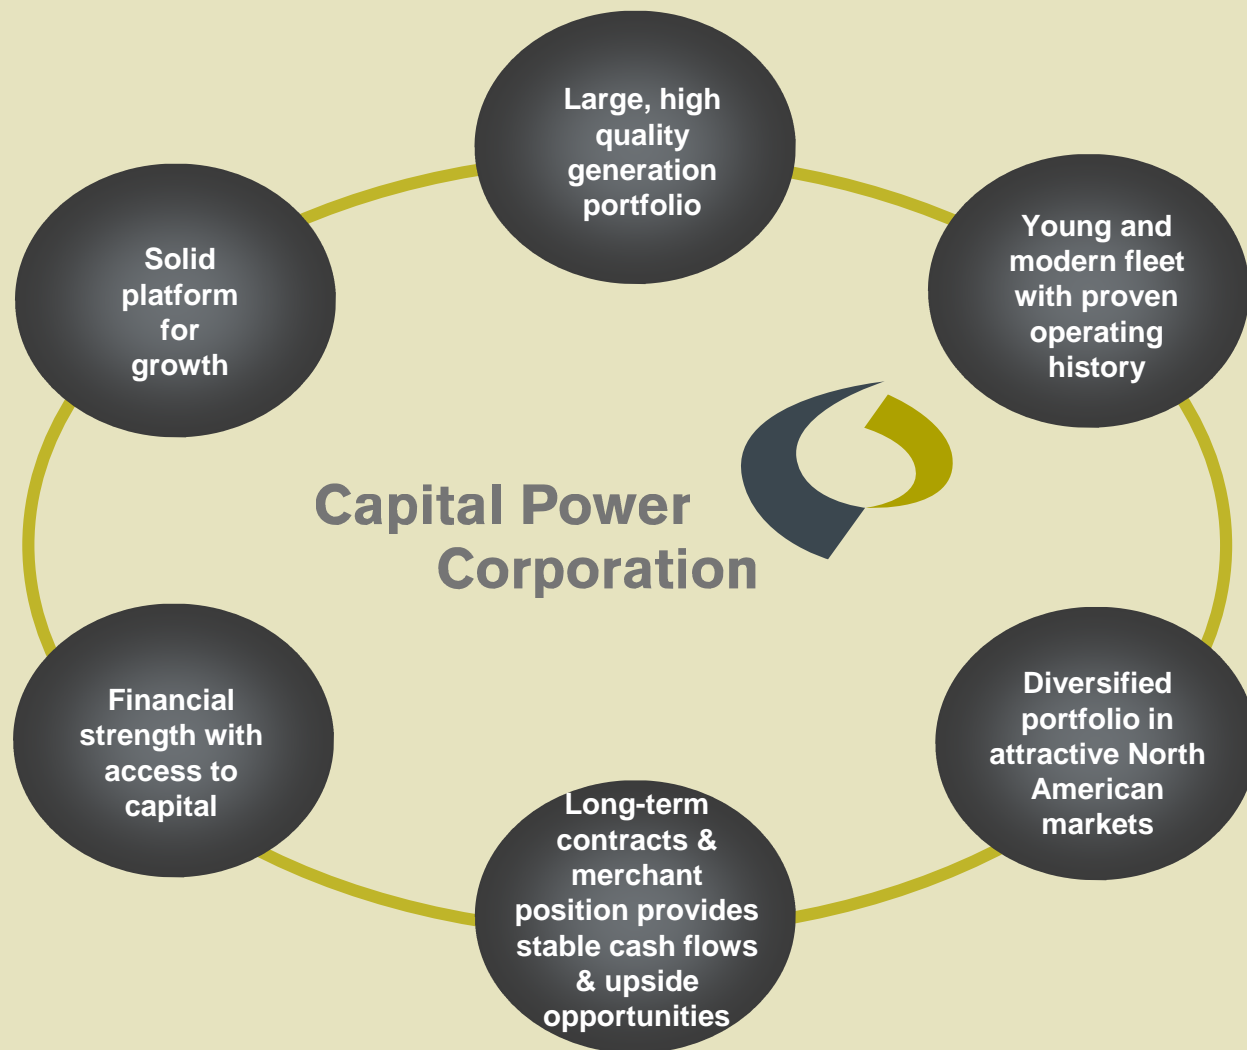 Large, high
quality
generation
portfolio
Young and
modern fleet
with proven
operating
history
Solid
platform
for
growth
Capital Power
Corporation
Diversified
portfolio in
attractive North
American
markets
Financial
strength with
access to
capital
Long-term
contracts &
merchant
position provides
stable cash flows
& upside
opportunities